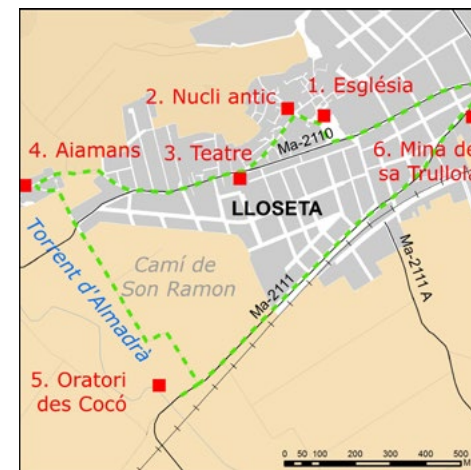 1. Església
2. Nucli antic
Ma-2110
3. Teatre
6. Mina de
sa Trullola
4. Aiamans
LLOSETA
Torrent d'Almadrà
Camí de
Son Ramon
Ma-2111
Ma-2111 A
5. Oratori
des Cocó
0 50 100 200 300 400 500
M